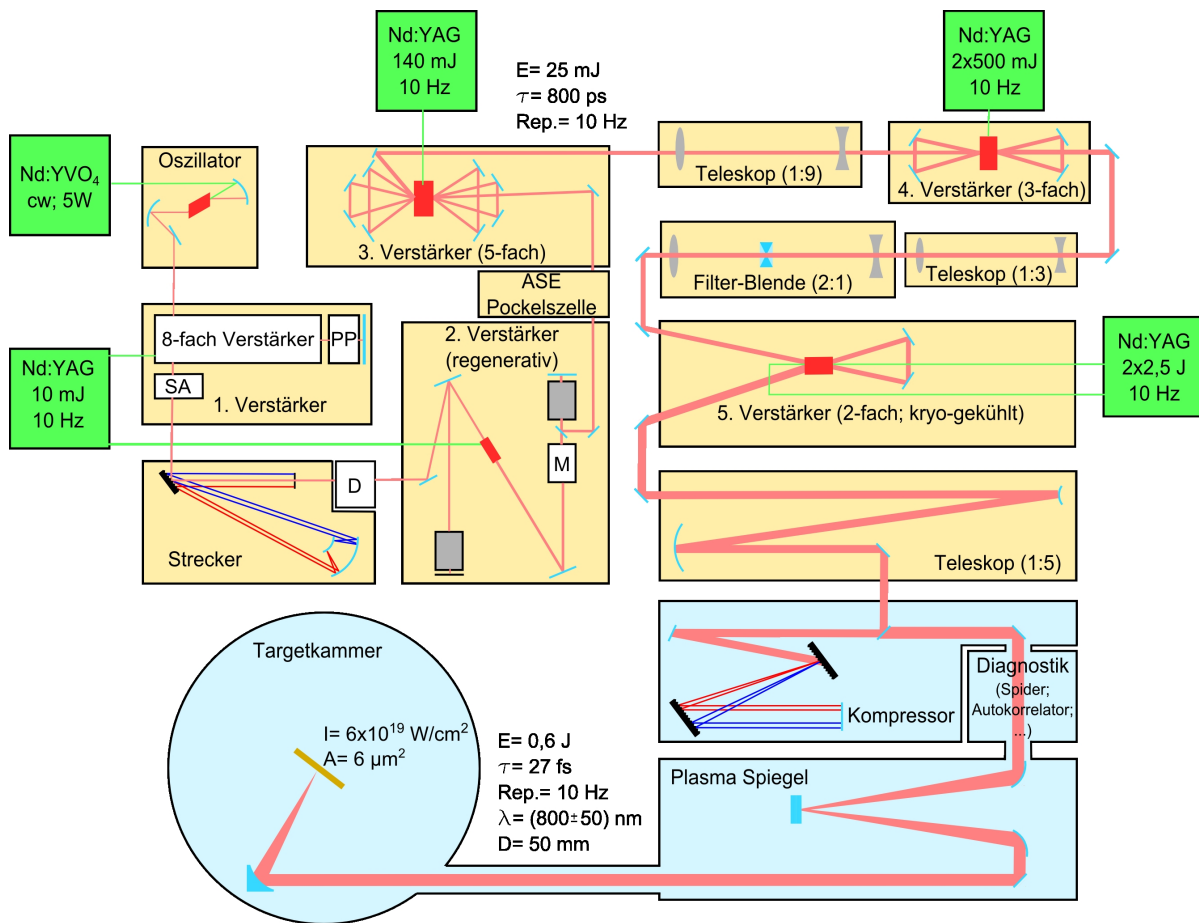 Nd:YAG
140 mJ
10 Hz
E= 25 mJ
τ= 800 ps
Rep.= 10 Hz
Nd:YAG
2x500 mJ
10 Hz
Nd:YVO₄
cw; 5W
Oszillator
3. Verstärker (5-fach)
Teleskop (1:9)
4. Verstärker (3-fach)
Filter-Blende (2:1)
Teleskop (1:3)
ASE
Pockelszelle
8-fach Verstärker
PP
SA
1. Verstärker
Nd:YAG
10 mJ
10 Hz
2. Verstärker
(regenerativ)
M
5. Verstärker (2-fach; kryo-gekühlt)
Nd:YAG
2x2,5 J
10 Hz
D
Strecker
Teleskop (1:5)
Targetkammer
I= 6x10¹⁹ W/cm²
A= 6 µm²
E= 0,6 J
τ= 27 fs
Rep.= 10 Hz
λ= (800±50) nm
D= 50 mm
Kompressor
Diagnostik
(Spider;
Autokorrelator;
...)
Plasma Spiegel